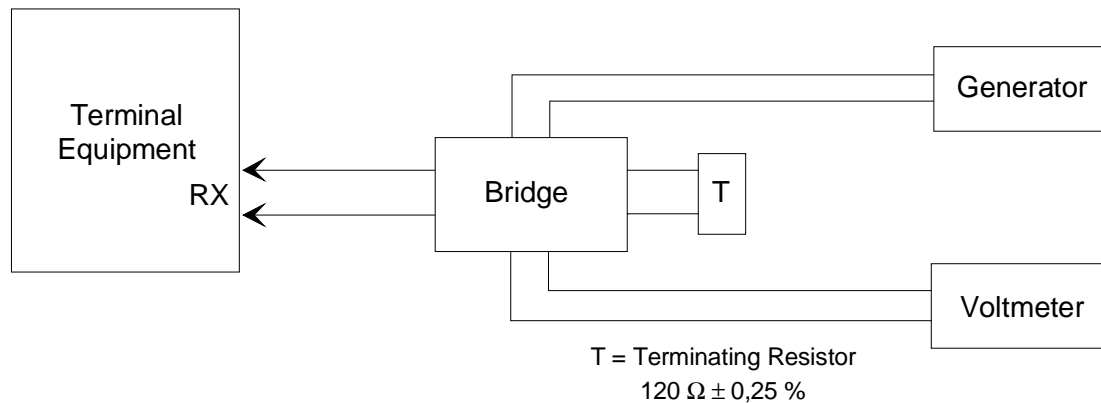 Terminal
Equipment
RX
Bridge
T
Generator
Voltmeter
T = Terminating Resistor
120 Ω ± 0,25 %